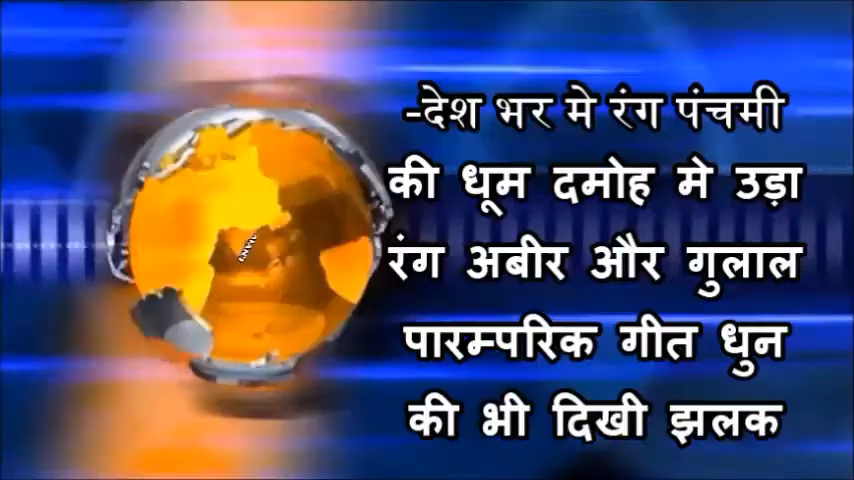 -देश भर मे रंग पंचमी
की धूम दमोह मे उड़ा
रंग अबीर और गुलाल
पारम्परिक गीत धुन
की भी दिखी झलक